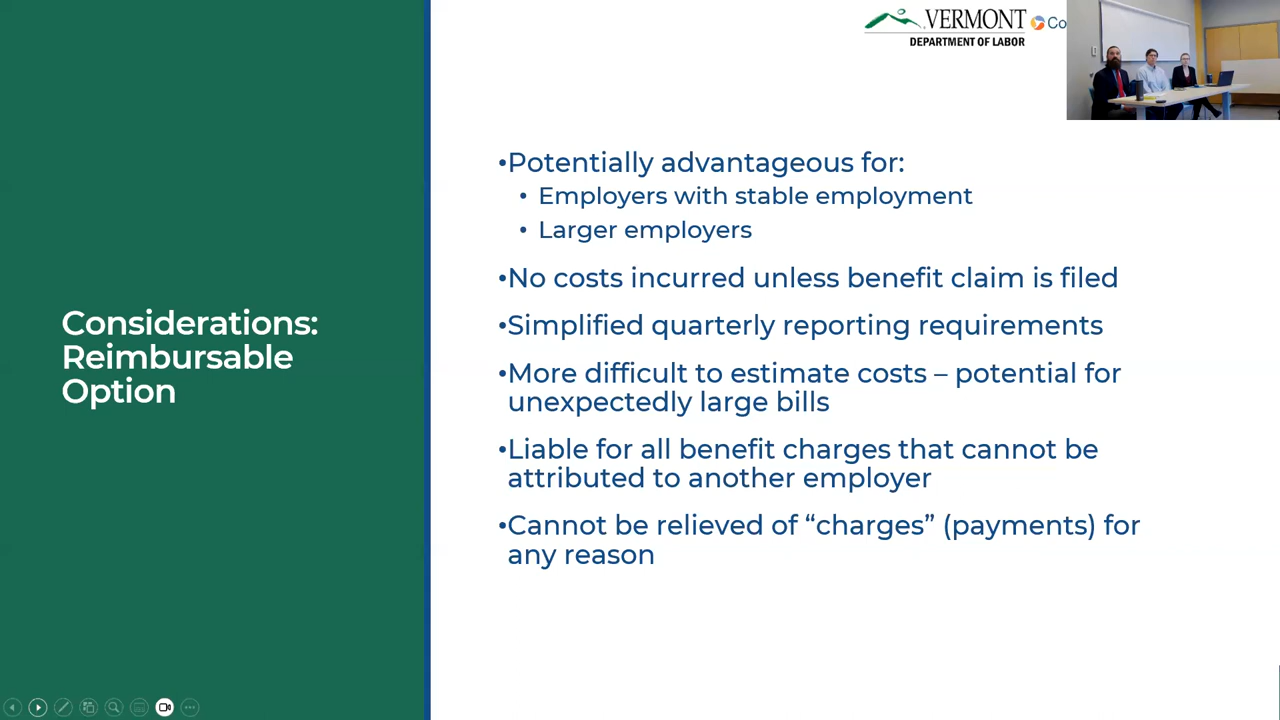 VERMONT
DEPARTMENT OF LABOR
Co
Considerations:
Reimbursable
Option
•Potentially advantageous for:
• Employers with stable employment
• Larger employers
•No costs incurred unless benefit claim is filed
•Simplified quarterly reporting requirements
•More difficult to estimate costs – potential for
unexpectedly large bills
•Liable for all benefit charges that cannot be
attributed to another employer
•Cannot be relieved of “charges” (payments) for
any reason